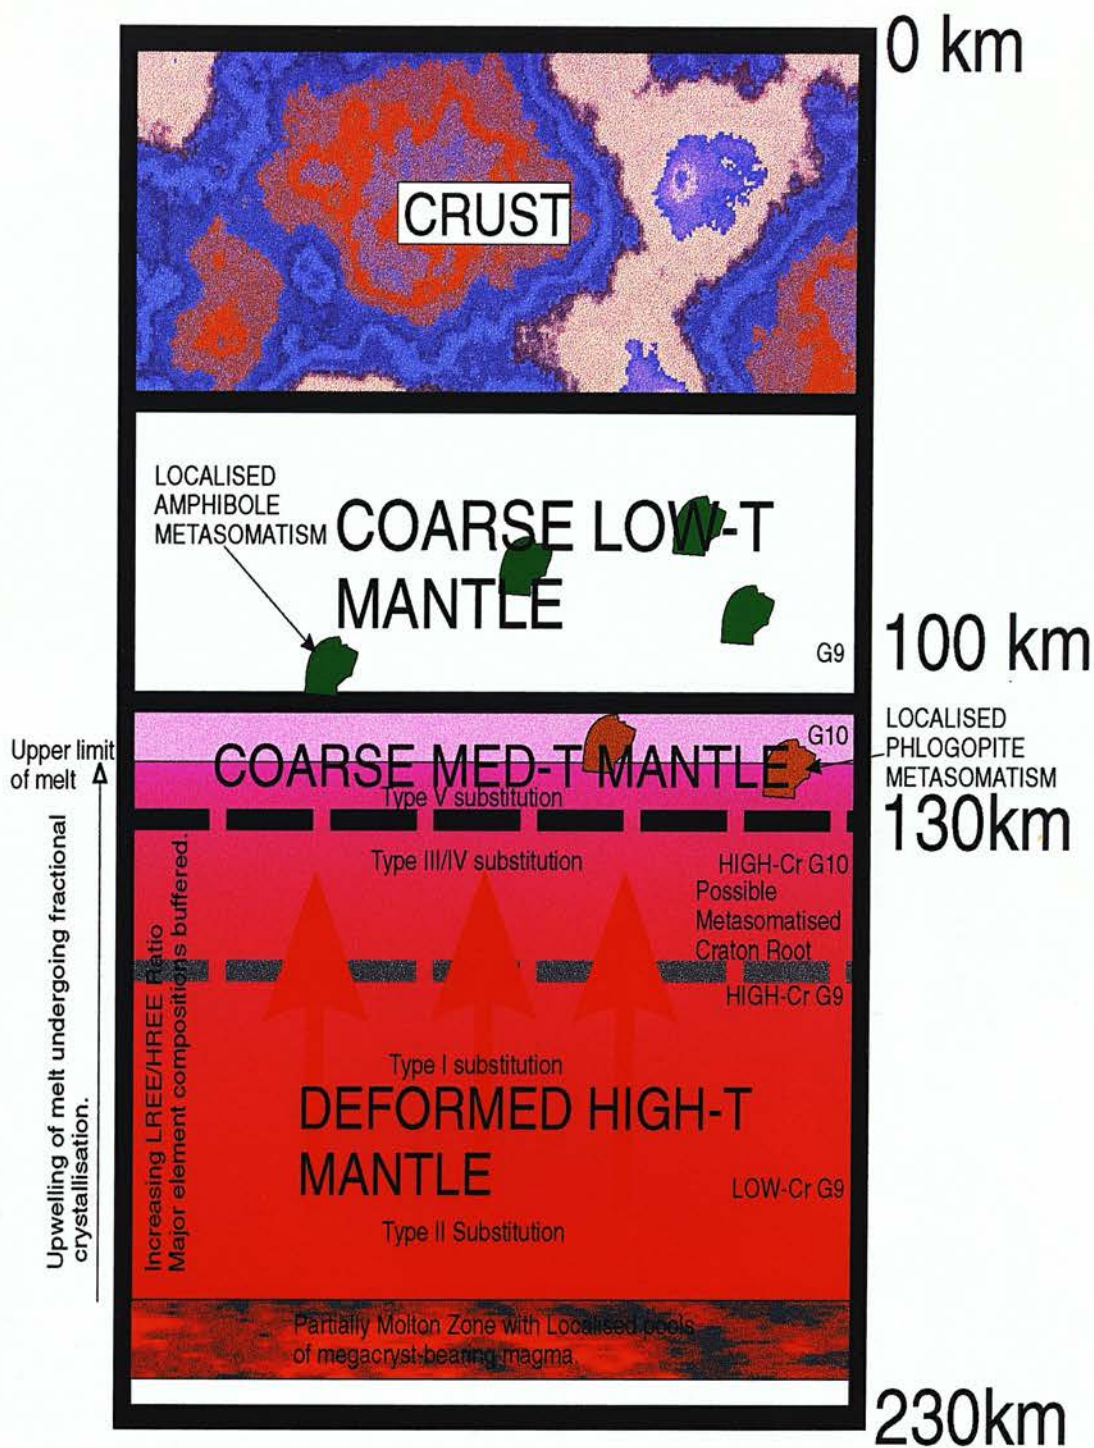 0 km
CRUST
LOCALISED
AMPHIBOLE
METASOMATISM
COARSE LOW-T
MANTLE
G9
100 km
G10
LOCALISED
PHLOGOPITE
METASOMATISM
Upper limit
of melt
COARSE MED-T MANTLE
Type V substitution
130km
Type III/IV substitution
HIGH-Cr G10
Possible
Metasomatised
Craton Root
HIGH-Cr G9
Upwelling of melt undergoing fractional
crystallisation.
Increasing LREE/HREE Ratio
Major element compositions buffered.
Type I substitution
DEFORMED HIGH-T
MANTLE
LOW-Cr G9
Type II Substitution
Partially Molton Zone with Localised pools
of megacryst-bearing magma
230km